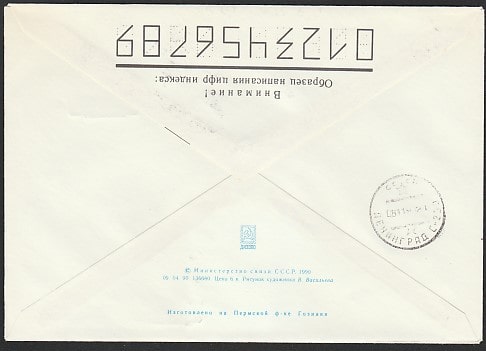 Внимание!
Образец написания цифр индекса:
0123456789
© Министерство связи СССР. 1990
Цена 6 к. Рисунок художника
Изготовлено на Пермской ф-ке Гознака
ЛЕНИНГРАД